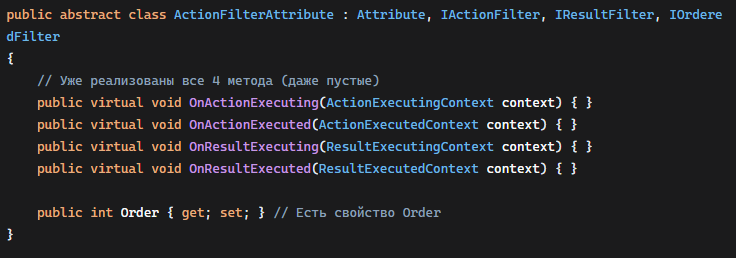 public abstract class ActionFilterAttribute : Attribute, IActionFilter, IResultFilter, IOrdere
dFilter
{
    // Уже реализованы все 4 метода (даже пустые)
    public virtual void OnActionExecuting(ActionExecutingContext context) { }
    public virtual void OnActionExecuted(ActionExecutedContext context) { }
    public virtual void OnResultExecuting(ResultExecutingContext context) { }
    public virtual void OnResultExecuted(ResultExecutedContext context) { }

    public int Order { get; set; } // Есть свойство Order
}